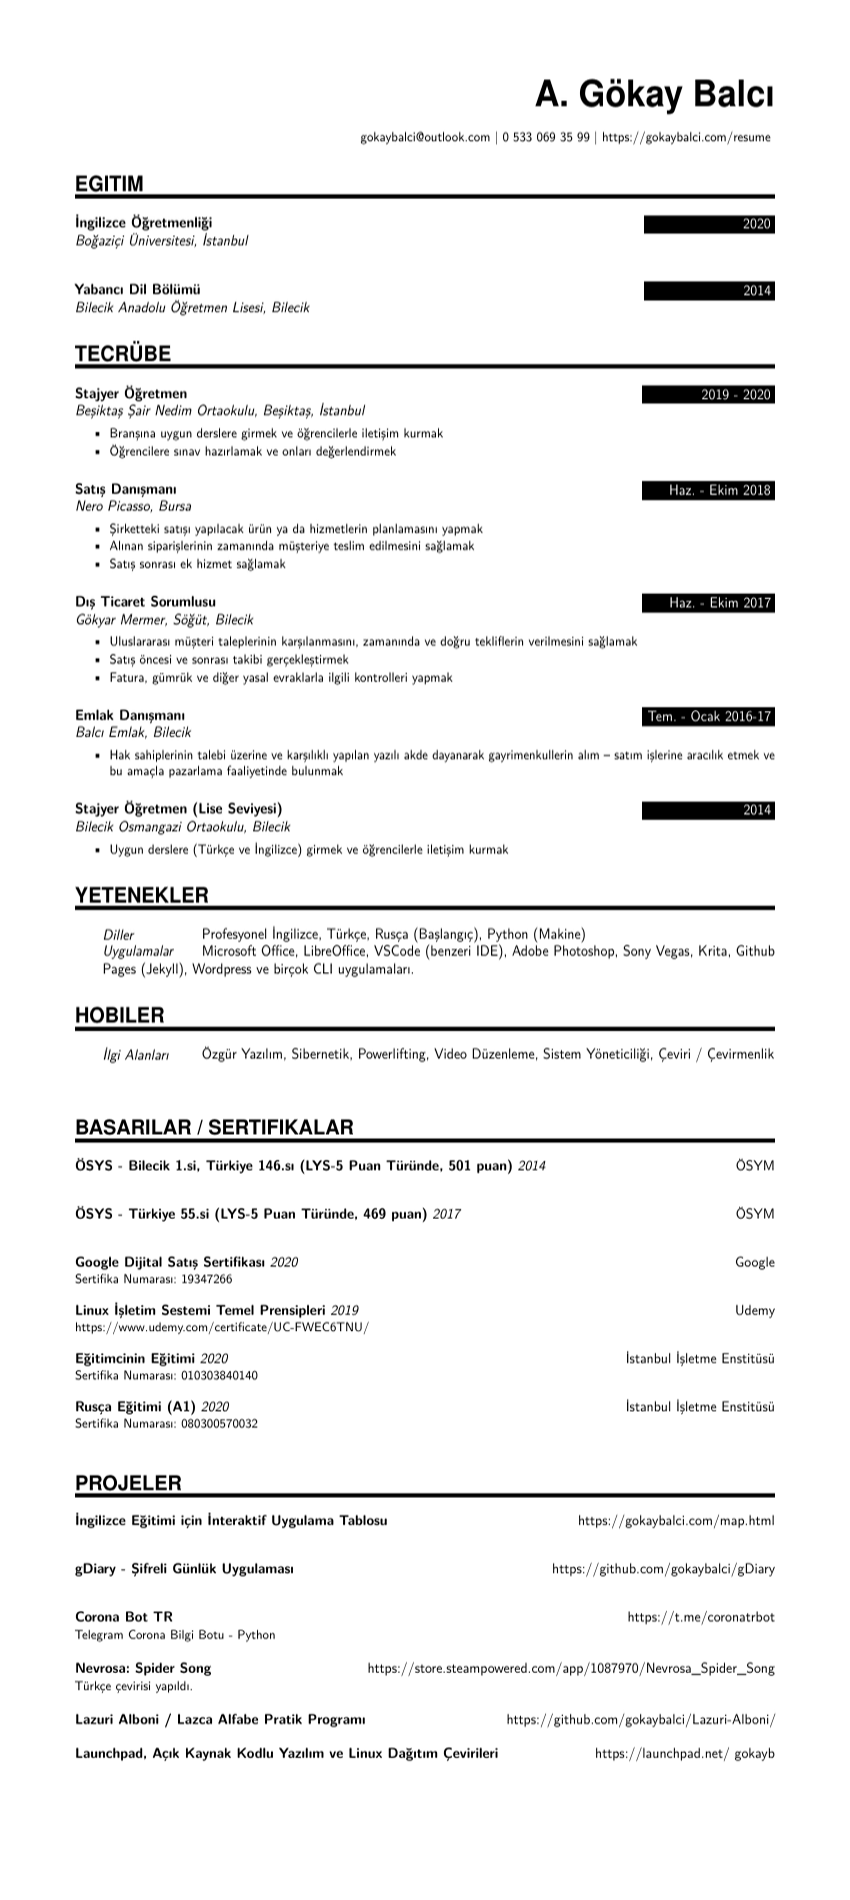 A. Gökay Balcı
gokaybalci@outlook.com | 0 533 069 35 99 | https://gokaybalci.com/resume
EGITIM
İngilizce Öğretmenliği 2020
Boğaziçi Üniversitesi, İstanbul
Yabancı Dil Bölümü 2014
Bilecik Anadolu Öğretmen Lisesi, Bilecik
TECRÜBE
Stajyer Öğretmen 2019 - 2020
Beşiktaş Şair Nedim Ortaokulu, Beşiktaş, İstanbul
▪ Branşına uygun derslere girmek ve öğrencilerle iletişim kurmak
▪ Öğrencilere sınav hazırlamak ve onları değerlendirmek
Satış Danışmanı Haz. - Ekim 2018
Nero Picasso, Bursa
▪ Şirketteki satışı yapılacak ürün ya da hizmetlerin planlamasını yapmak
▪ Alınan siparişlerinin zamanında müşteriye teslim edilmesini sağlamak
▪ Satış sonrası ek hizmet sağlamak
Dış Ticaret Sorumlusu Haz. - Ekim 2017
Gökyar Mermer, Söğüt, Bilecik
▪ Uluslararası müşteri taleplerinin karşılanmasını, zamanında ve doğru tekliflerin verilmesini sağlamak
▪ Satış öncesi ve sonrası takibi gerçekleştirmek
▪ Fatura, gümrük ve diğer yasal evraklarla ilgili kontrolleri yapmak
Emlak Danışmanı Tem. - Ocak 2016-17
Balcı Emlak, Bilecik
▪ Hak sahiplerinin talebi üzerine ve karşılıklı yapılan yazılı akde dayanarak gayrimenkullerin alım – satım işlerine aracılık etmek ve
bu amaçla pazarlama faaliyetinde bulunmak
Stajyer Öğretmen (Lise Seviyesi) 2014
Bilecik Osmangazi Ortaokulu, Bilecik
▪ Uygun derslere (Türkçe ve İngilizce) girmek ve öğrencilerle iletişim kurmak
YETENEKLER
Diller Profesyonel İngilizce, Türkçe, Rusça (Başlangıç), Python (Makine)
Uygulamalar Microsoft Office, LibreOffice, VSCode (benzeri IDE), Adobe Photoshop, Sony Vegas, Krita, Github
Pages (Jekyll), Wordpress ve birçok CLI uygulamaları.
HOBILER
İlgi Alanları Özgür Yazılım, Sibernetik, Powerlifting, Video Düzenleme, Sistem Yöneticiliği, Çeviri / Çevirmenlik
BASARILAR / SERTIFIKALAR
ÖSYS - Bilecik 1.si, Türkiye 146.sı (LYS-5 Puan Türünde, 501 puan) 2014 ÖSYM
ÖSYS - Türkiye 55.si (LYS-5 Puan Türünde, 469 puan) 2017 ÖSYM
Google Dijital Satış Sertifikası 2020 Google
Sertifika Numarası: 19347266
Linux İşletim Sestemi Temel Prensipleri 2019 Udemy
https://www.udemy.com/certificate/UC-FWEC6TNU/
Eğitimcinin Eğitimi 2020 İstanbul İşletme Enstitüsü
Sertifika Numarası: 010303840140
Rusça Eğitimi (A1) 2020 İstanbul İşletme Enstitüsü
Sertifika Numarası: 080300570032
PROJELER
İngilizce Eğitimi için İnteraktif Uygulama Tablosu https://gokaybalci.com/map.html
gDiary - Şifreli Günlük Uygulaması https://github.com/gokaybalci/gDiary
Corona Bot TR https://t.me/coronatrbot
Telegram Corona Bilgi Botu - Python
Nevrosa: Spider Song https://store.steampowered.com/app/1087970/Nevrosa_Spider_Song
Türkçe çevirisi yapıldı.
Lazuri Alboni / Lazca Alfabe Pratik Programı https://github.com/gokaybalci/Lazuri-Alboni/
Launchpad, Açık Kaynak Kodlu Yazılım ve Linux Dağıtım Çevirileri https://launchpad.net/ gokayb